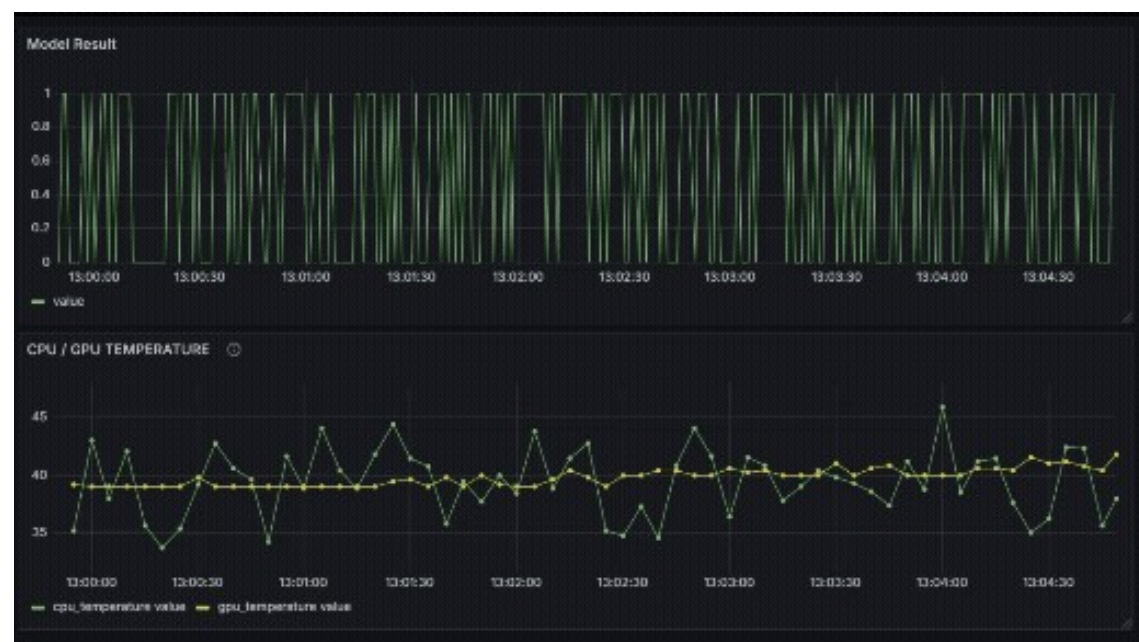 Model Result
1
0.8
0.6
0.4
0.2
0
13:00:00 13:00:30 13:01:00 13:01:30 13:02:00 13:02:30 13:03:00 13:03:30 13:04:00 13:04:30
value
CPU / GPU TEMPERATURE
45
40
35
13:00:00 13:00:30 13:01:00 13:01:30 13:02:00 13:02:30 13:03:00 13:03:30 13:04:00 13:04:30
cpu_temperature value gpu_temperature value